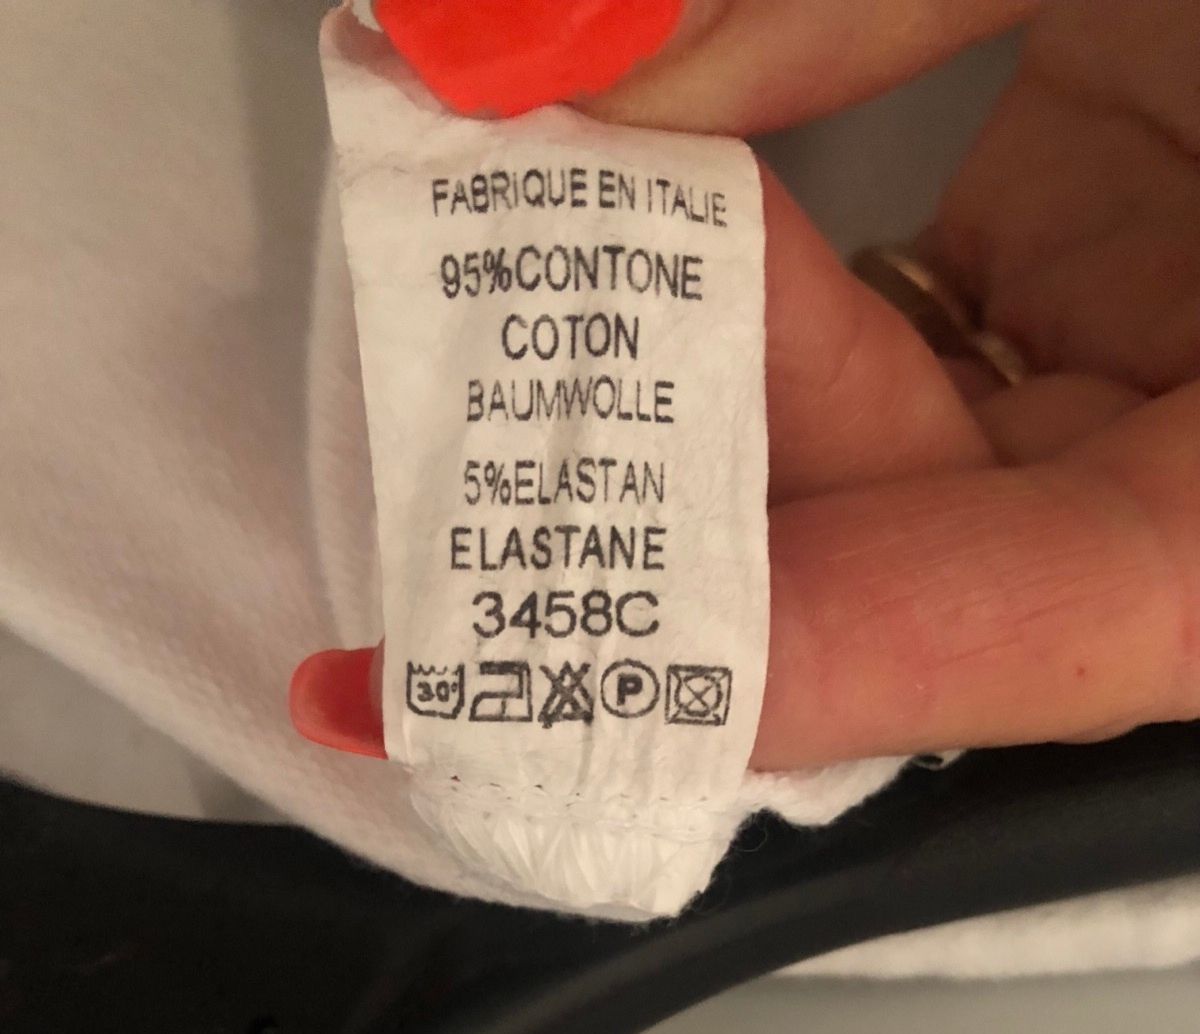 FABRIQUE EN ITALIE
95%CONTONE
COTON
BAUMWOLLE
5%ELASTAN
ELASTANE
3458C
30° P